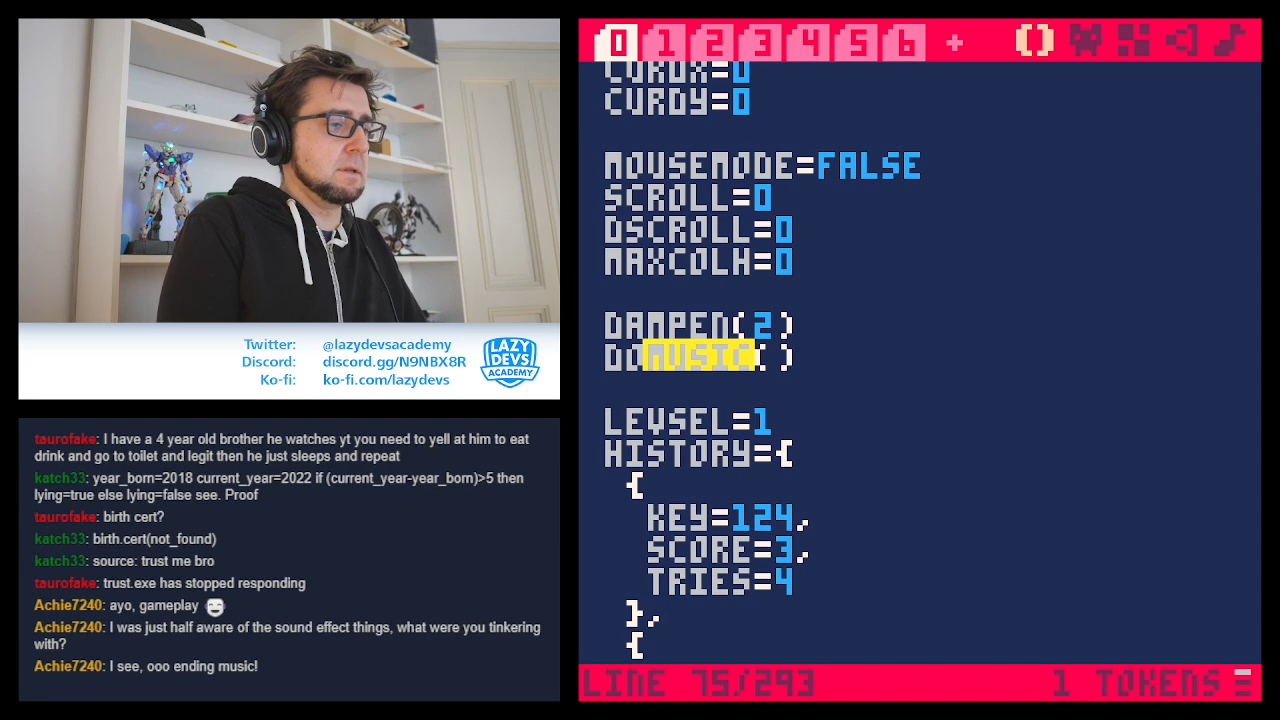 Twitter: @lazydevsacademy
Discord: discord.gg/N9NBX8R
Ko-fi: ko-fi.com/lazydevs
LAZY
DEVS
ACADEMY
taurofake: I have a 4 year old brother he watches yt you need to yell at him to eat
drink and go to toilet and legit then he just sleeps and repeat
katch33: year_born=2018 current_year=2022 if (current_year-year_born)>5 then
lying=true else lying=false see. Proof
taurofake: birth cert?
katch33: birth.cert(not_found)
katch33: source: trust me bro
taurofake: trust.exe has stopped responding
Achie7240: ayo, gameplay
Achie7240: I was just half aware of the sound effect things, what were you tinkering
with?
Achie7240: I see, ooo ending music!
0 1 2 3 4 5 6 + ()
CURDX=0
CURDY=0
MOUSEMODE=FALSE
SCROLL=0
DSCROLL=0
MAXCOLH=0
DAMPEN(2)
DOMUSIC()
LEVSEL=1
HISTORY={
{
KEY=124,
SCORE=3,
TRIES=4
},
{
LINE 75/293 1 TOKENS